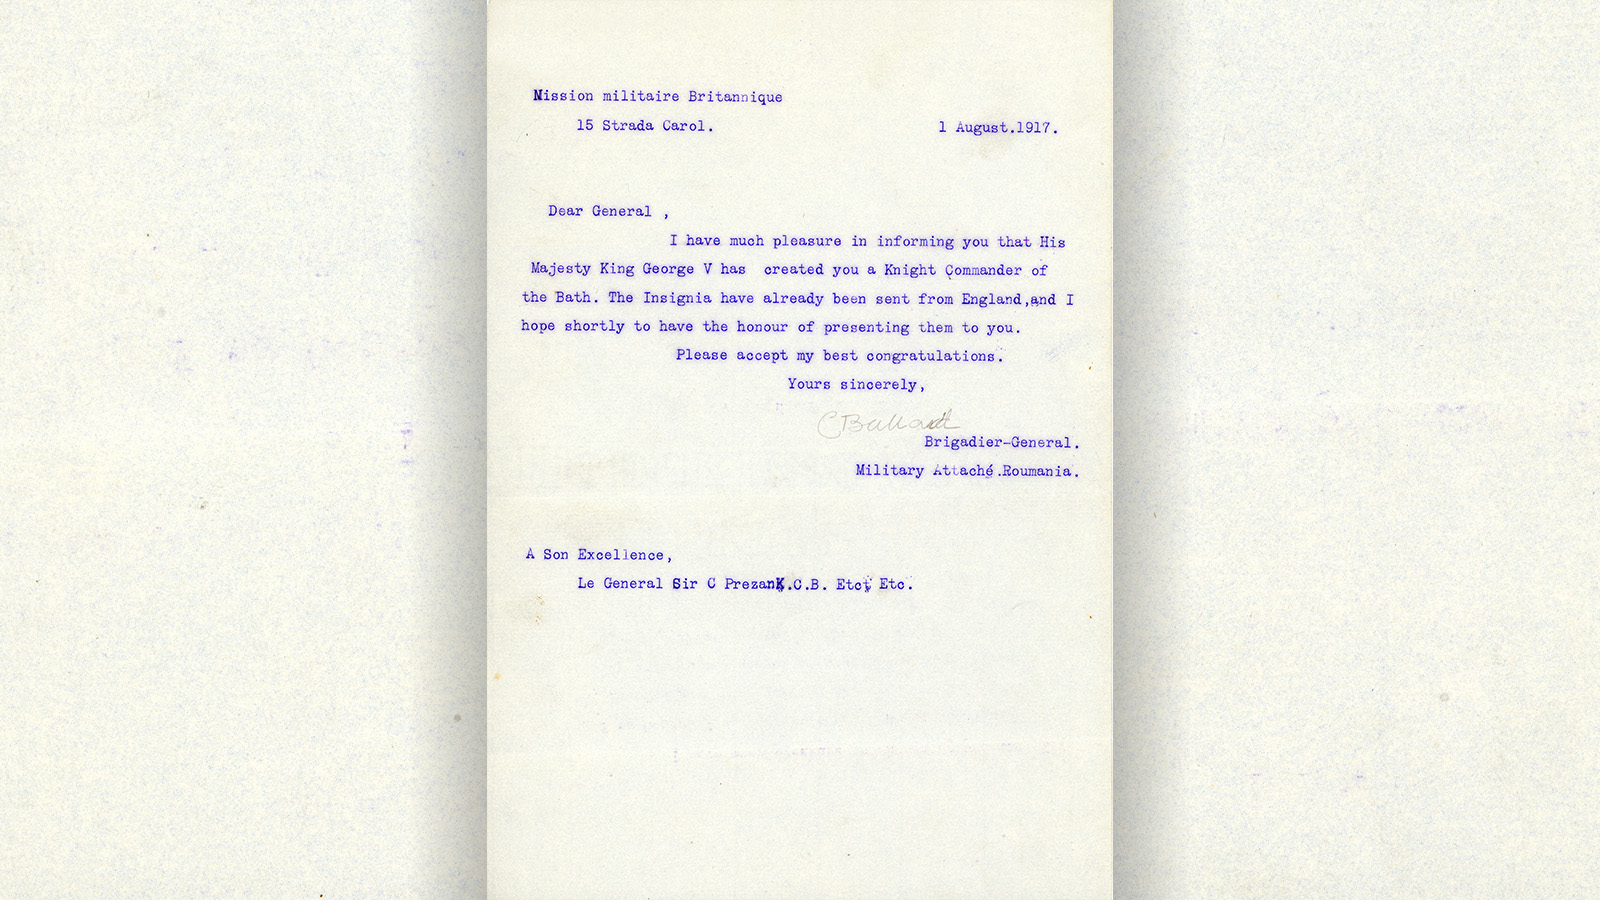 Mission militaire Britannique
15 Strada Carol.
1 August.1917.
Dear General ,
I have much pleasure in informing you that His
Majesty King George V has created you a Knight Commander of
the Bath. The Insignia have already been sent from England,and I
hope shortly to have the honour of presenting them to you.
Please accept my best congratulations.
Yours sincerely,
CBallard
Brigadier-General.
Military Attaché.Roumania.
A Son Excellence,
Le General Sir C PrezanK.C.B. Etc; Etc.